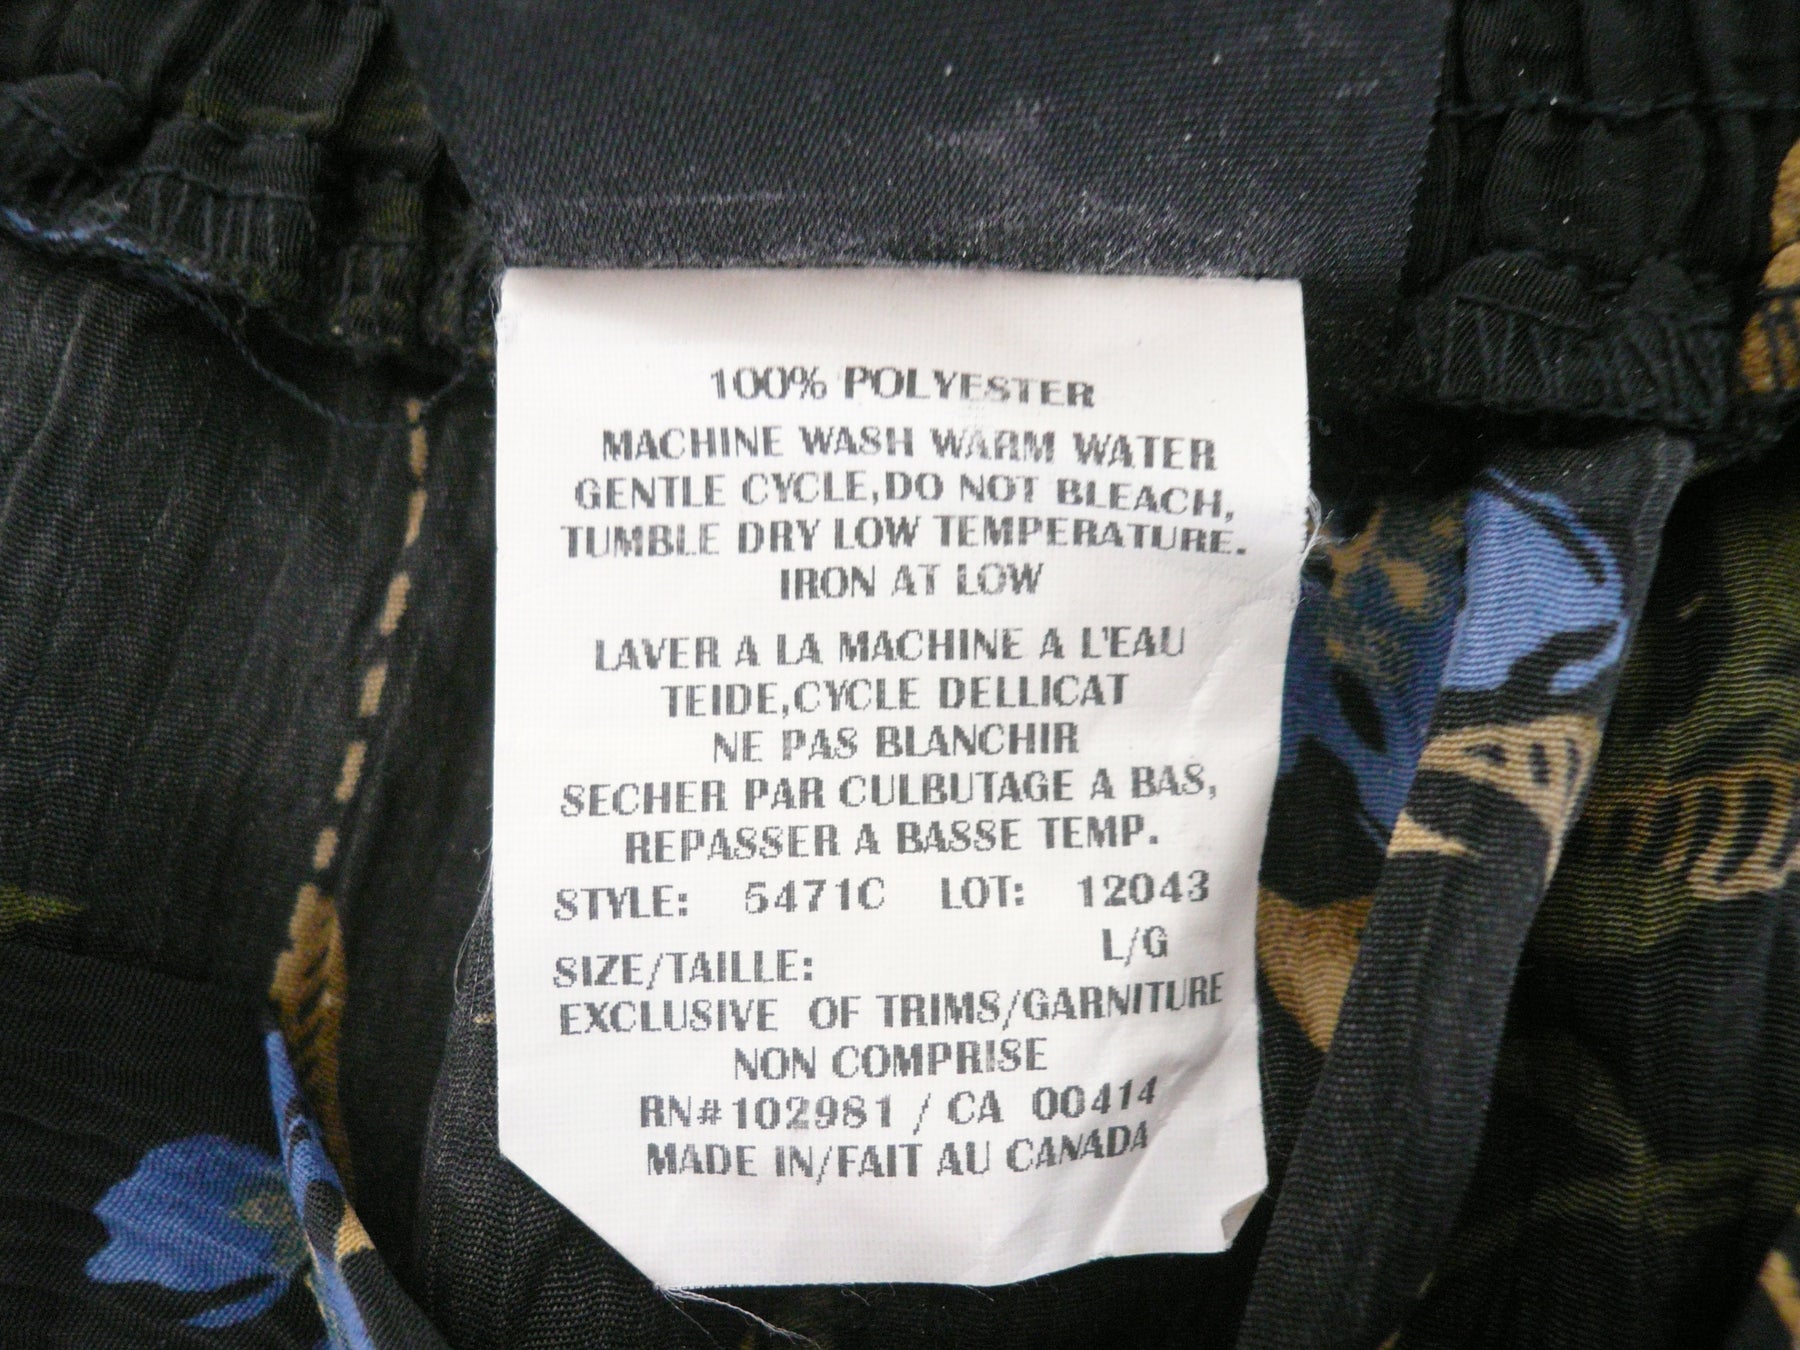 100% POLYESTER
MACHINE WASH WARM WATER
GENTLE CYCLE,DO NOT BLEACH,
TUMBLE DRY LOW TEMPERATURE.
IRON AT LOW
LAVER A LA MACHINE A L'EAU
TEIDE,CYCLE DELLICAT
NE PAS BLANCHIR
SECHER PAR CULBUTAGE A BAS,
REPASSER A BASSE TEMP.
STYLE: 5471C LOT: 12043
SIZE/TAILLE: L/G
EXCLUSIVE OF TRIMS/GARNITURE
NON COMPRISE
RN#102981 / CA 00414
MADE IN/FAIT AU CANADA